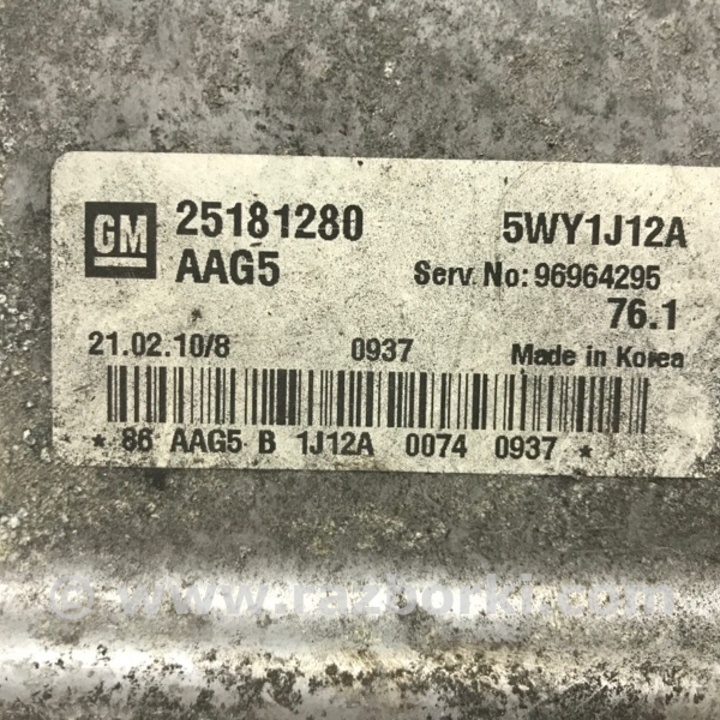 GM 25181280 5WY1J12A
AAG5 Serv. No: 96964295
76.1
21.02.10/8 0937 Made in Korea
* 86 AAG5 B 1J12A 0074 0937 *
© www.razborki.com